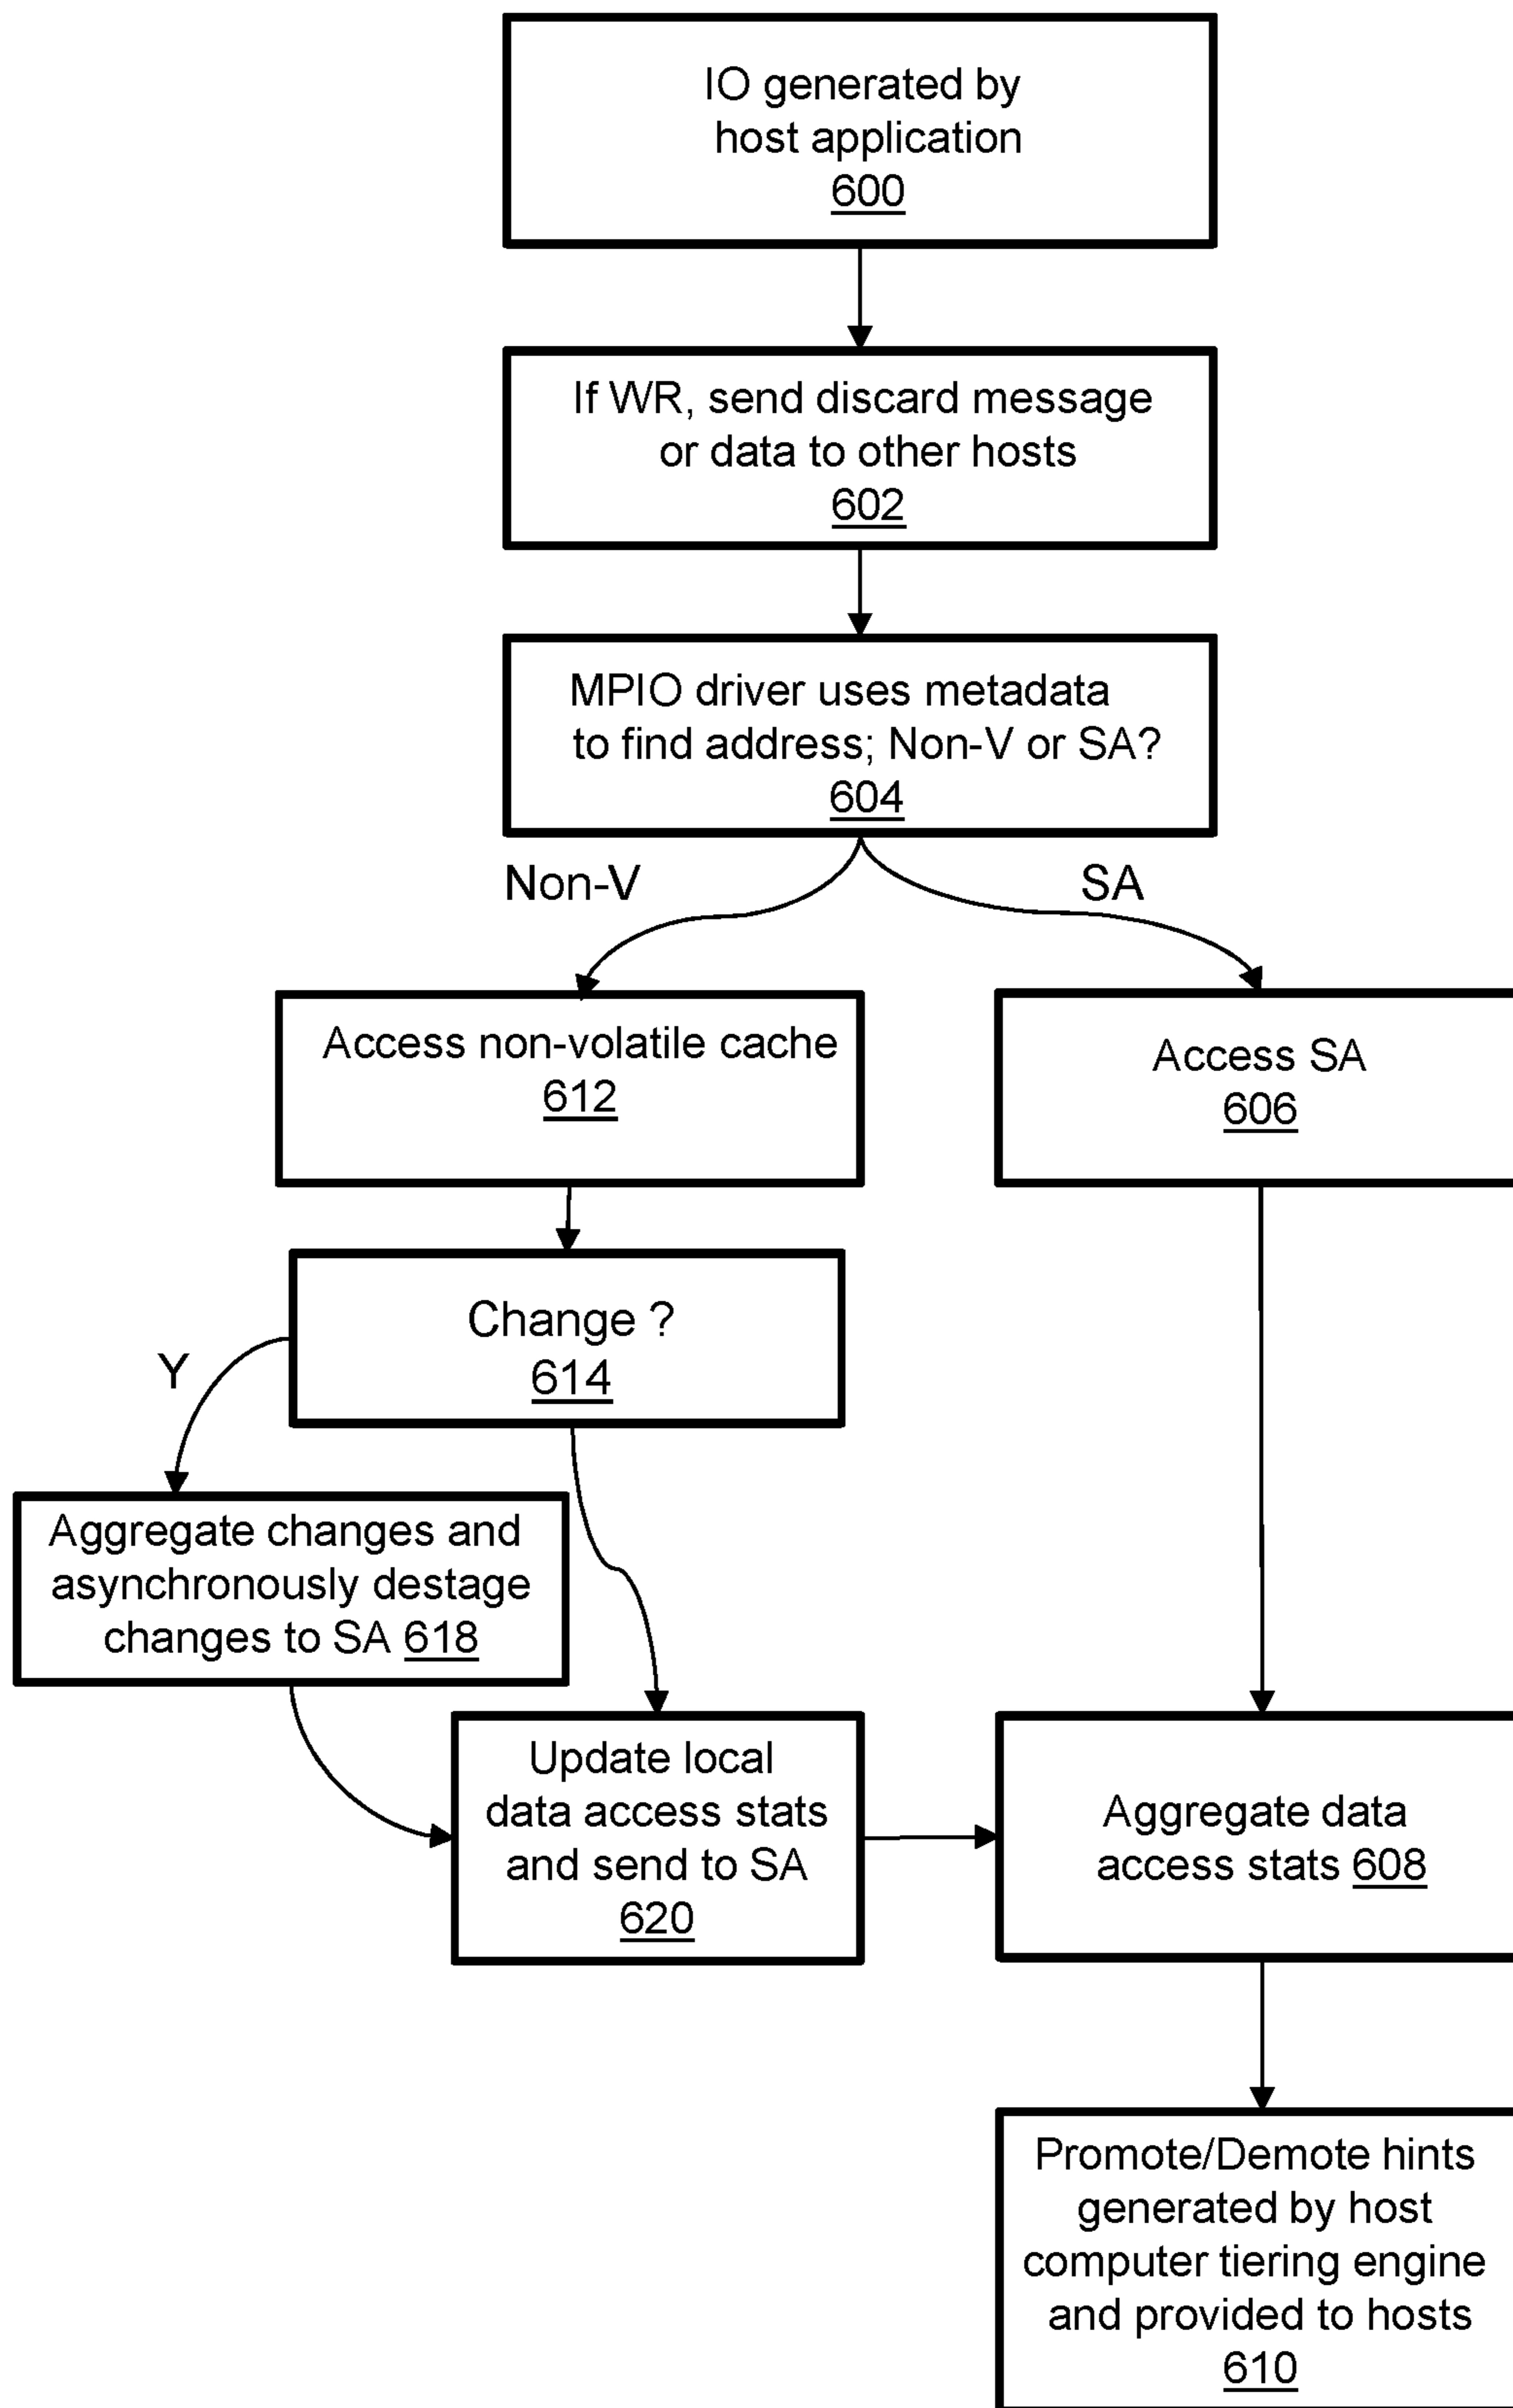 IO generated by
host application
600
If WR, send discard message
or data to other hosts
602
MPIO driver uses metadata
to find address; Non-V or SA?
604
Non-V
SA
Access non-volatile cache
612
Access SA
606
Change ?
614
Y
Aggregate changes and
asynchronously destage
changes to SA 618
Update local
data access stats
and send to SA
620
Aggregate data
access stats 608
Promote/Demote hints
generated by host
computer tiering engine
and provided to hosts
610